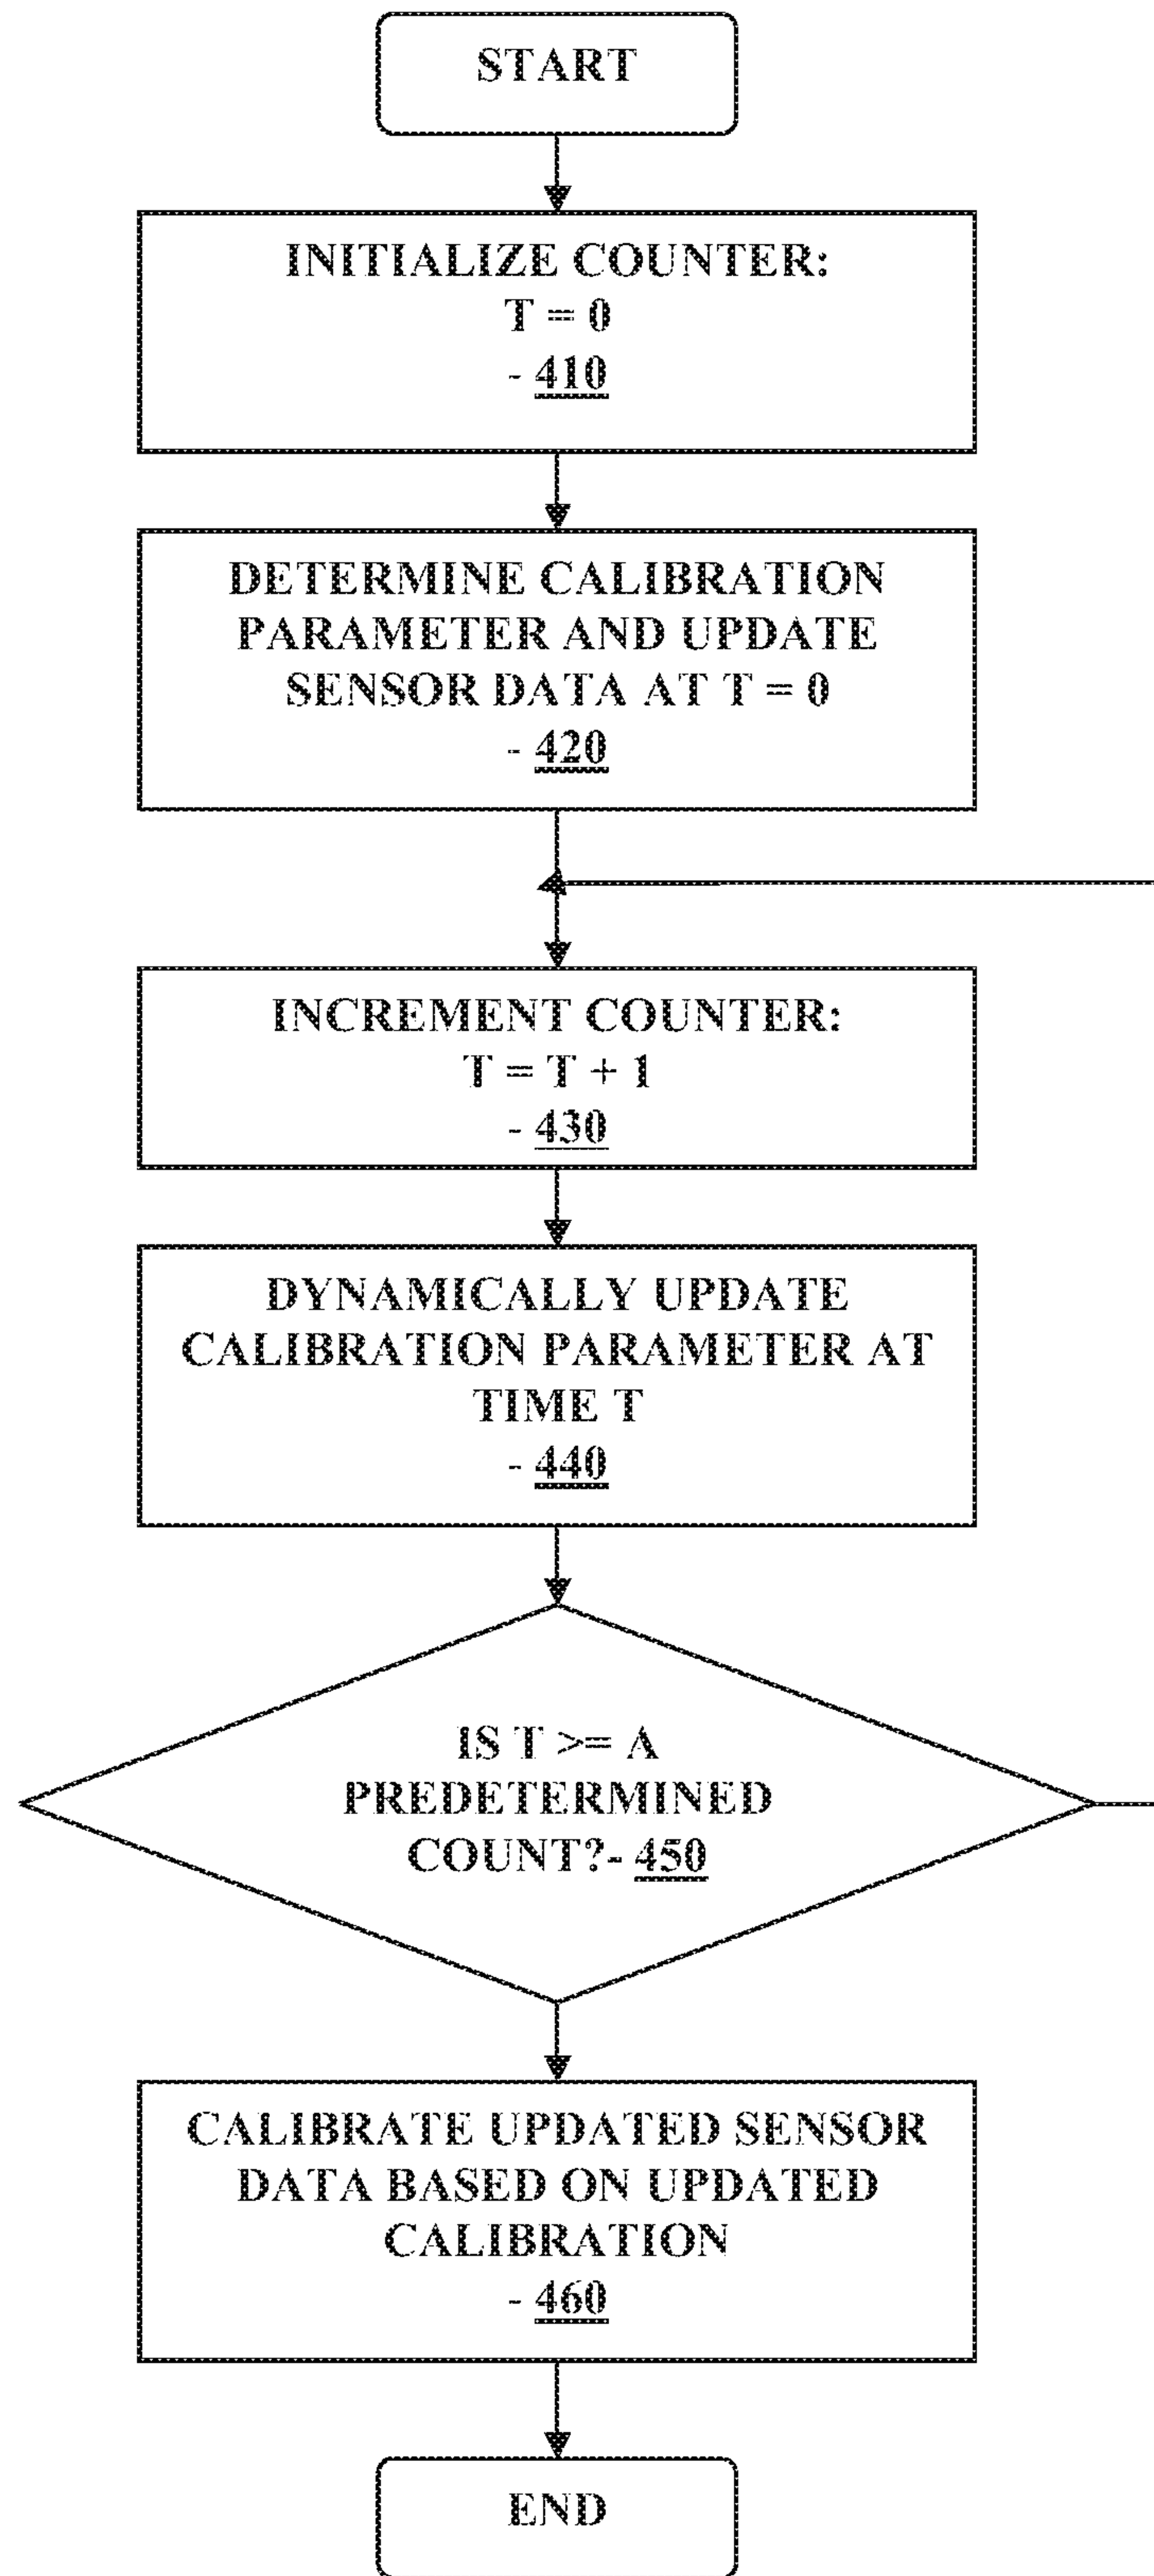 START
INITIALIZE COUNTER:
T = 0
- 410
DETERMINE CALIBRATION
PARAMETER AND UPDATE
SENSOR DATA AT T = 0
- 420
INCREMENT COUNTER:
T = T + 1
- 430
DYNAMICALLY UPDATE
CALIBRATION PARAMETER AT
TIME T
- 440
IS T >= A
PREDETERMINED
COUNT?- 450
CALIBRATE UPDATED SENSOR
DATA BASED ON UPDATED
CALIBRATION
- 460
END